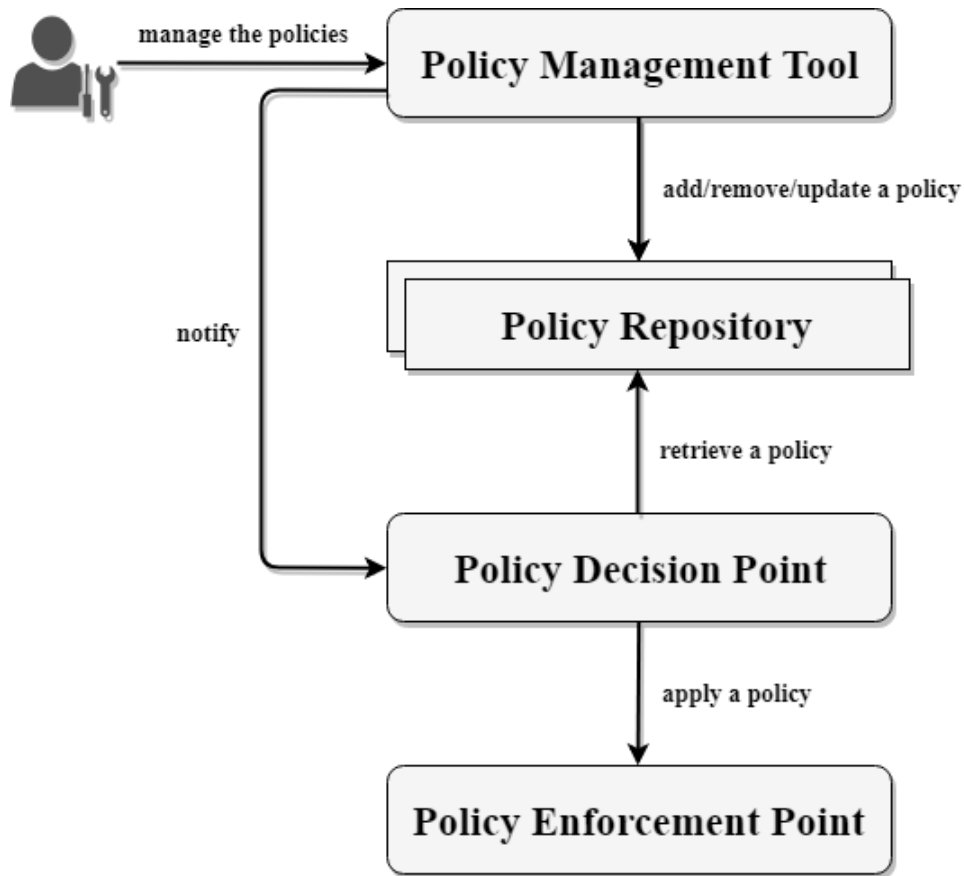 manage the policies
Policy Management Tool
add/remove/update a policy
Policy Repository
notify
retrieve a policy
Policy Decision Point
apply a policy
Policy Enforcement Point